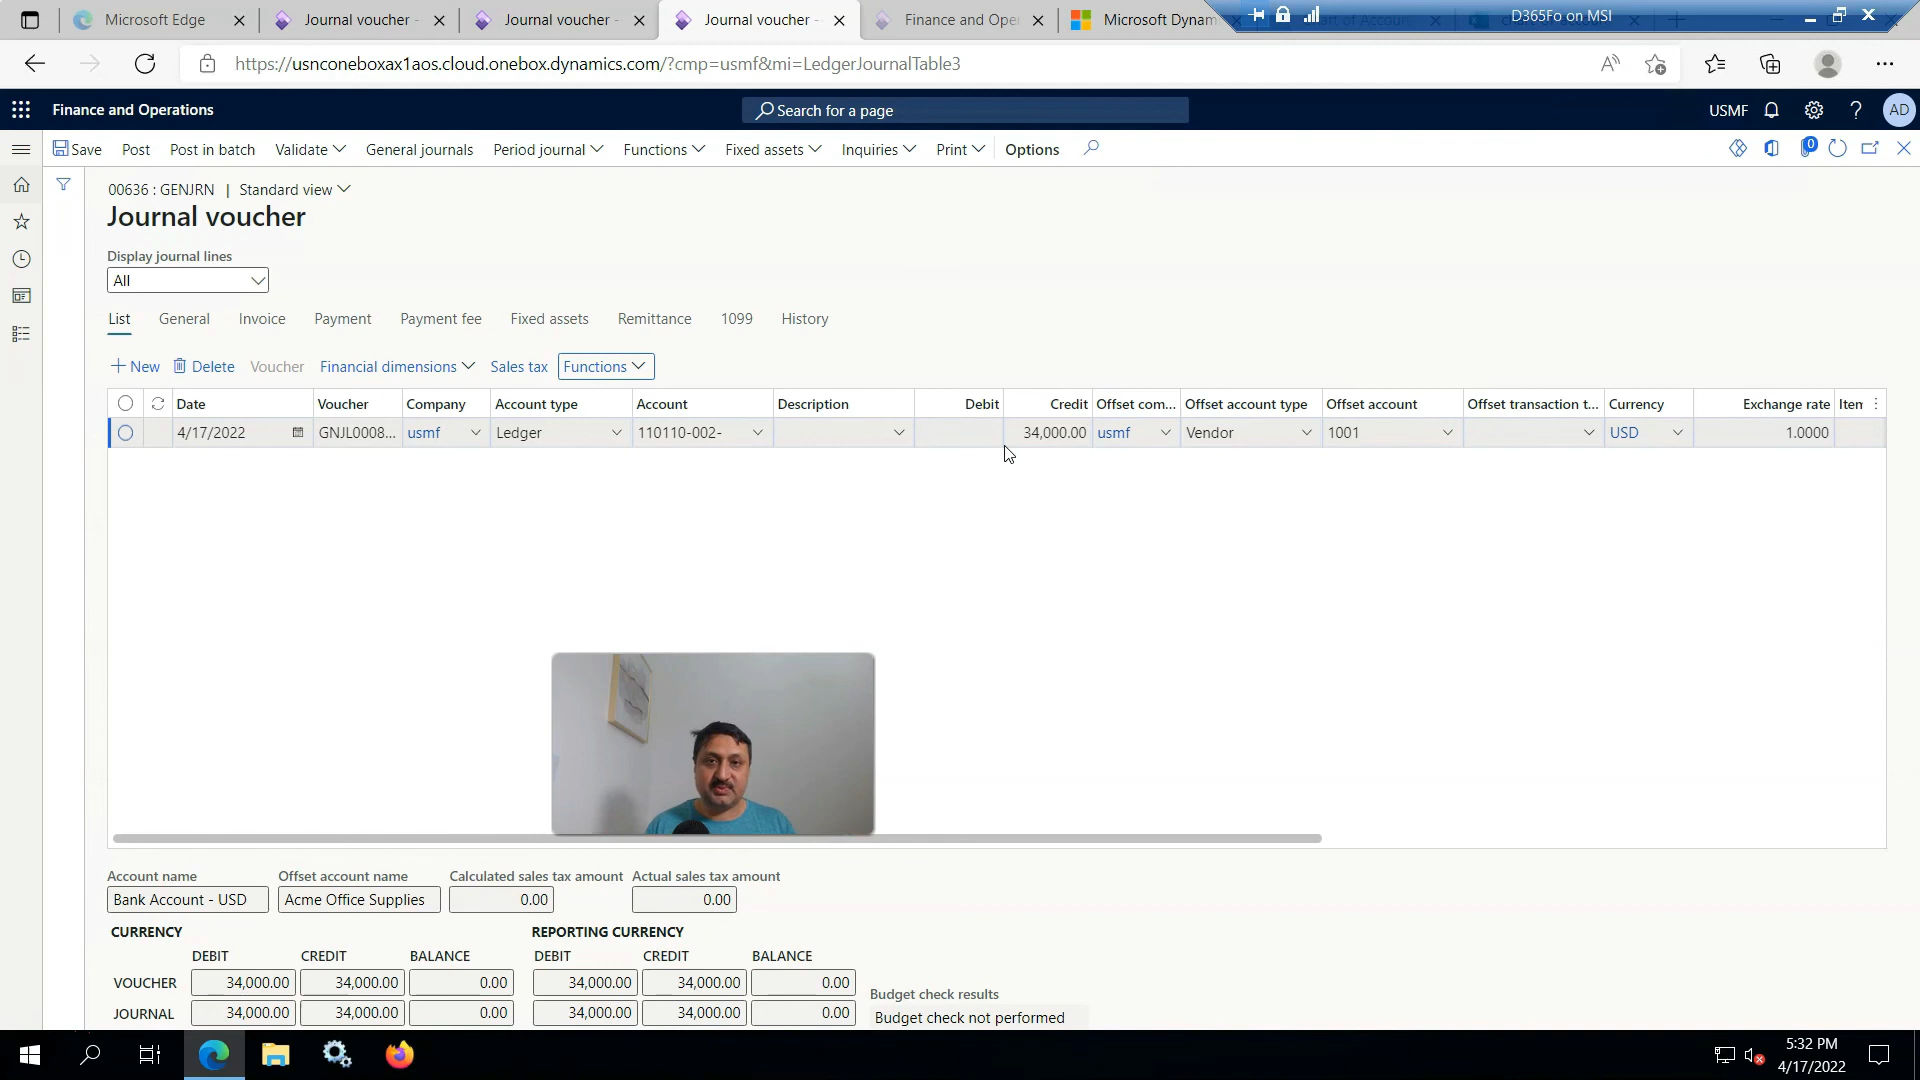 Microsoft Edge
Journal voucher -
Journal voucher -
Journal voucher -
Finance and Ope
Microsoft Dynam
D365Fo on MSI
https://usnconeboxax1aos.cloud.onebox.dynamics.com/?cmp=usmf&mi=LedgerJournalTable3
Finance and Operations
Search for a page
USMF
?
AD
Save
Post
Post in batch
Validate
General journals
Period journal
Functions
Fixed assets
Inquiries
Print
Options
0
00636 : GENJRN | Standard view
Journal voucher
Display journal lines
All
List
General
Invoice
Payment
Payment fee
Fixed assets
Remittance
1099
History
New
Delete
Voucher
Financial dimensions
Sales tax
Functions
Date Voucher Company Account type Account Description Debit Credit Offset com... Offset account type Offset account Offset transaction t... Currency Exchange rate Iten
4/17/2022 GNJL0008... usmf Ledger 110110-002- 34,000.00 usmf Vendor 1001 USD 1.0000
Account name Offset account name Calculated sales tax amount Actual sales tax amount
Bank Account - USD Acme Office Supplies 0.00 0.00
CURRENCY REPORTING CURRENCY
DEBIT CREDIT BALANCE DEBIT CREDIT BALANCE
VOUCHER 34,000.00 34,000.00 0.00 34,000.00 34,000.00 0.00
Budget check results
JOURNAL 34,000.00 34,000.00 0.00 34,000.00 34,000.00 0.00
Budget check not performed
5:32 PM
4/17/2022